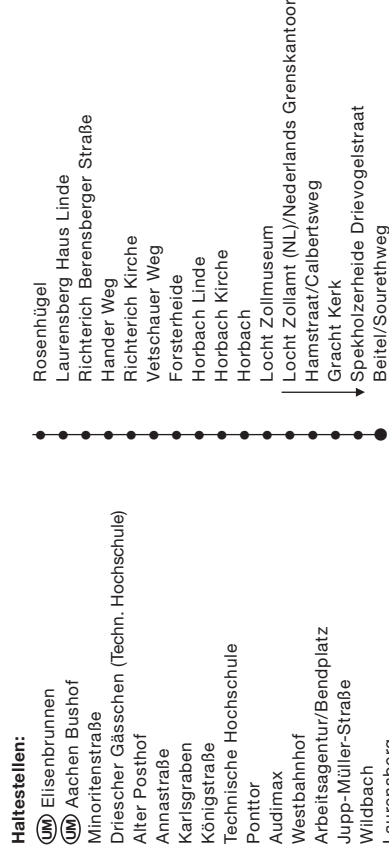 Haltestellen:
UM Elisenbrunnen
UM Aachen Bushof
Minoritenstraße
Driescher Gässchen (Techn. Hochschule)
Alter Posthof
Annastraße
Karlsgraben
Königstraße
Technische Hochschule
Ponttor
Audimax
Westbahnhof
Arbeitsagentur/Bendplatz
Jupp-Müller-Straße
Wildbach
Laurensberg
Rosenhügel
Laurensberg Haus Linde
Richterich Berensberger Straße
Hander Weg
Richterich Kirche
Vetschauer Weg
Forsterheide
Horbach Linde
Horbach Kirche
Horbach
Locht Zollmuseum
Locht Zollamt (NL)/Nederlands Grenskantoor
Hamstraat/Calbertsweg
Gracht Kerk
Spekholzerheide Drievogelstraat
Beitel/Sourethweg